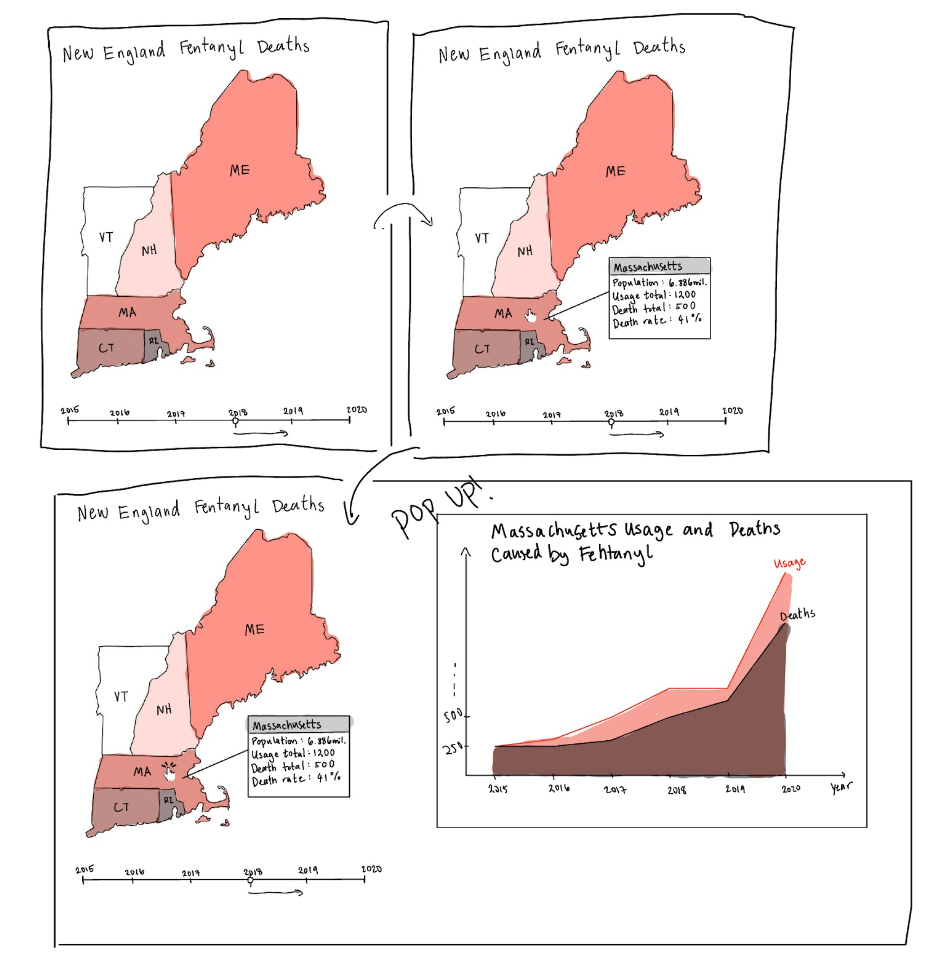 New England Fentanyl Deaths
ME
VT
NH
MA
CT
RI
2015 2016 2017 2018 2019 2020
New England Fentanyl Deaths
ME
VT
NH
Massachusetts
Population : 6.886mil.
Usage total : 1200
Death total : 500
Death rate : 41%
MA
CT
RI
2015 2016 2017 2018 2019 2020
New England Fentanyl Deaths
ME
VT
NH
Massachusetts
Population : 6.886mil.
Usage total : 1200
Death total : 500
Death rate : 41%
MA
CT
RI
2015 2016 2017 2018 2019 2020
POP UP!
Massachusetts Usage and Deaths
Caused by Fehtanyl
Usage
Deaths
500
250
2015 2016 2017 2018 2019 2020 year